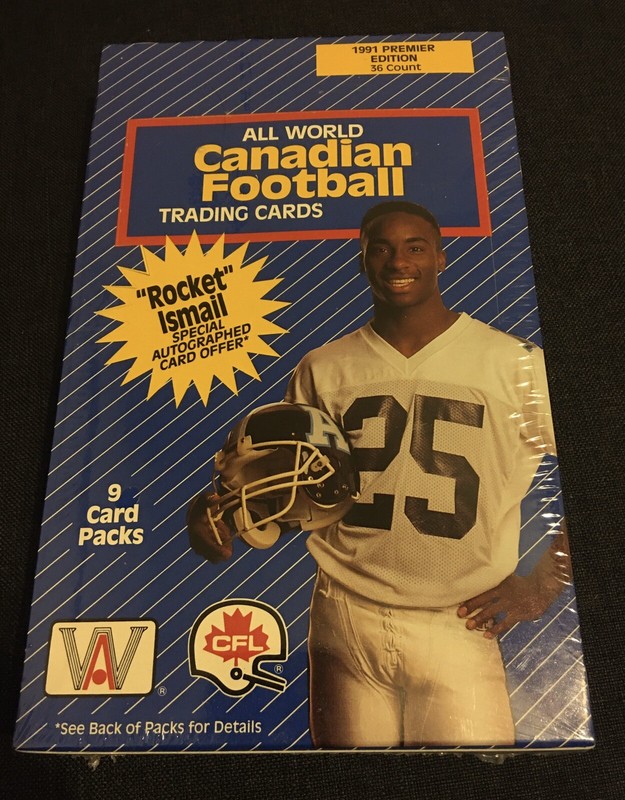 1991 PREMIER
EDITION
36 Count
ALL WORLD
Canadian
Football
TRADING CARDS
"Rocket"
Ismail
SPECIAL
AUTOGRAPHED
CARD OFFER*
A
25
9
Card
Packs
AW
®
CFL
®
*See Back of Packs for Details